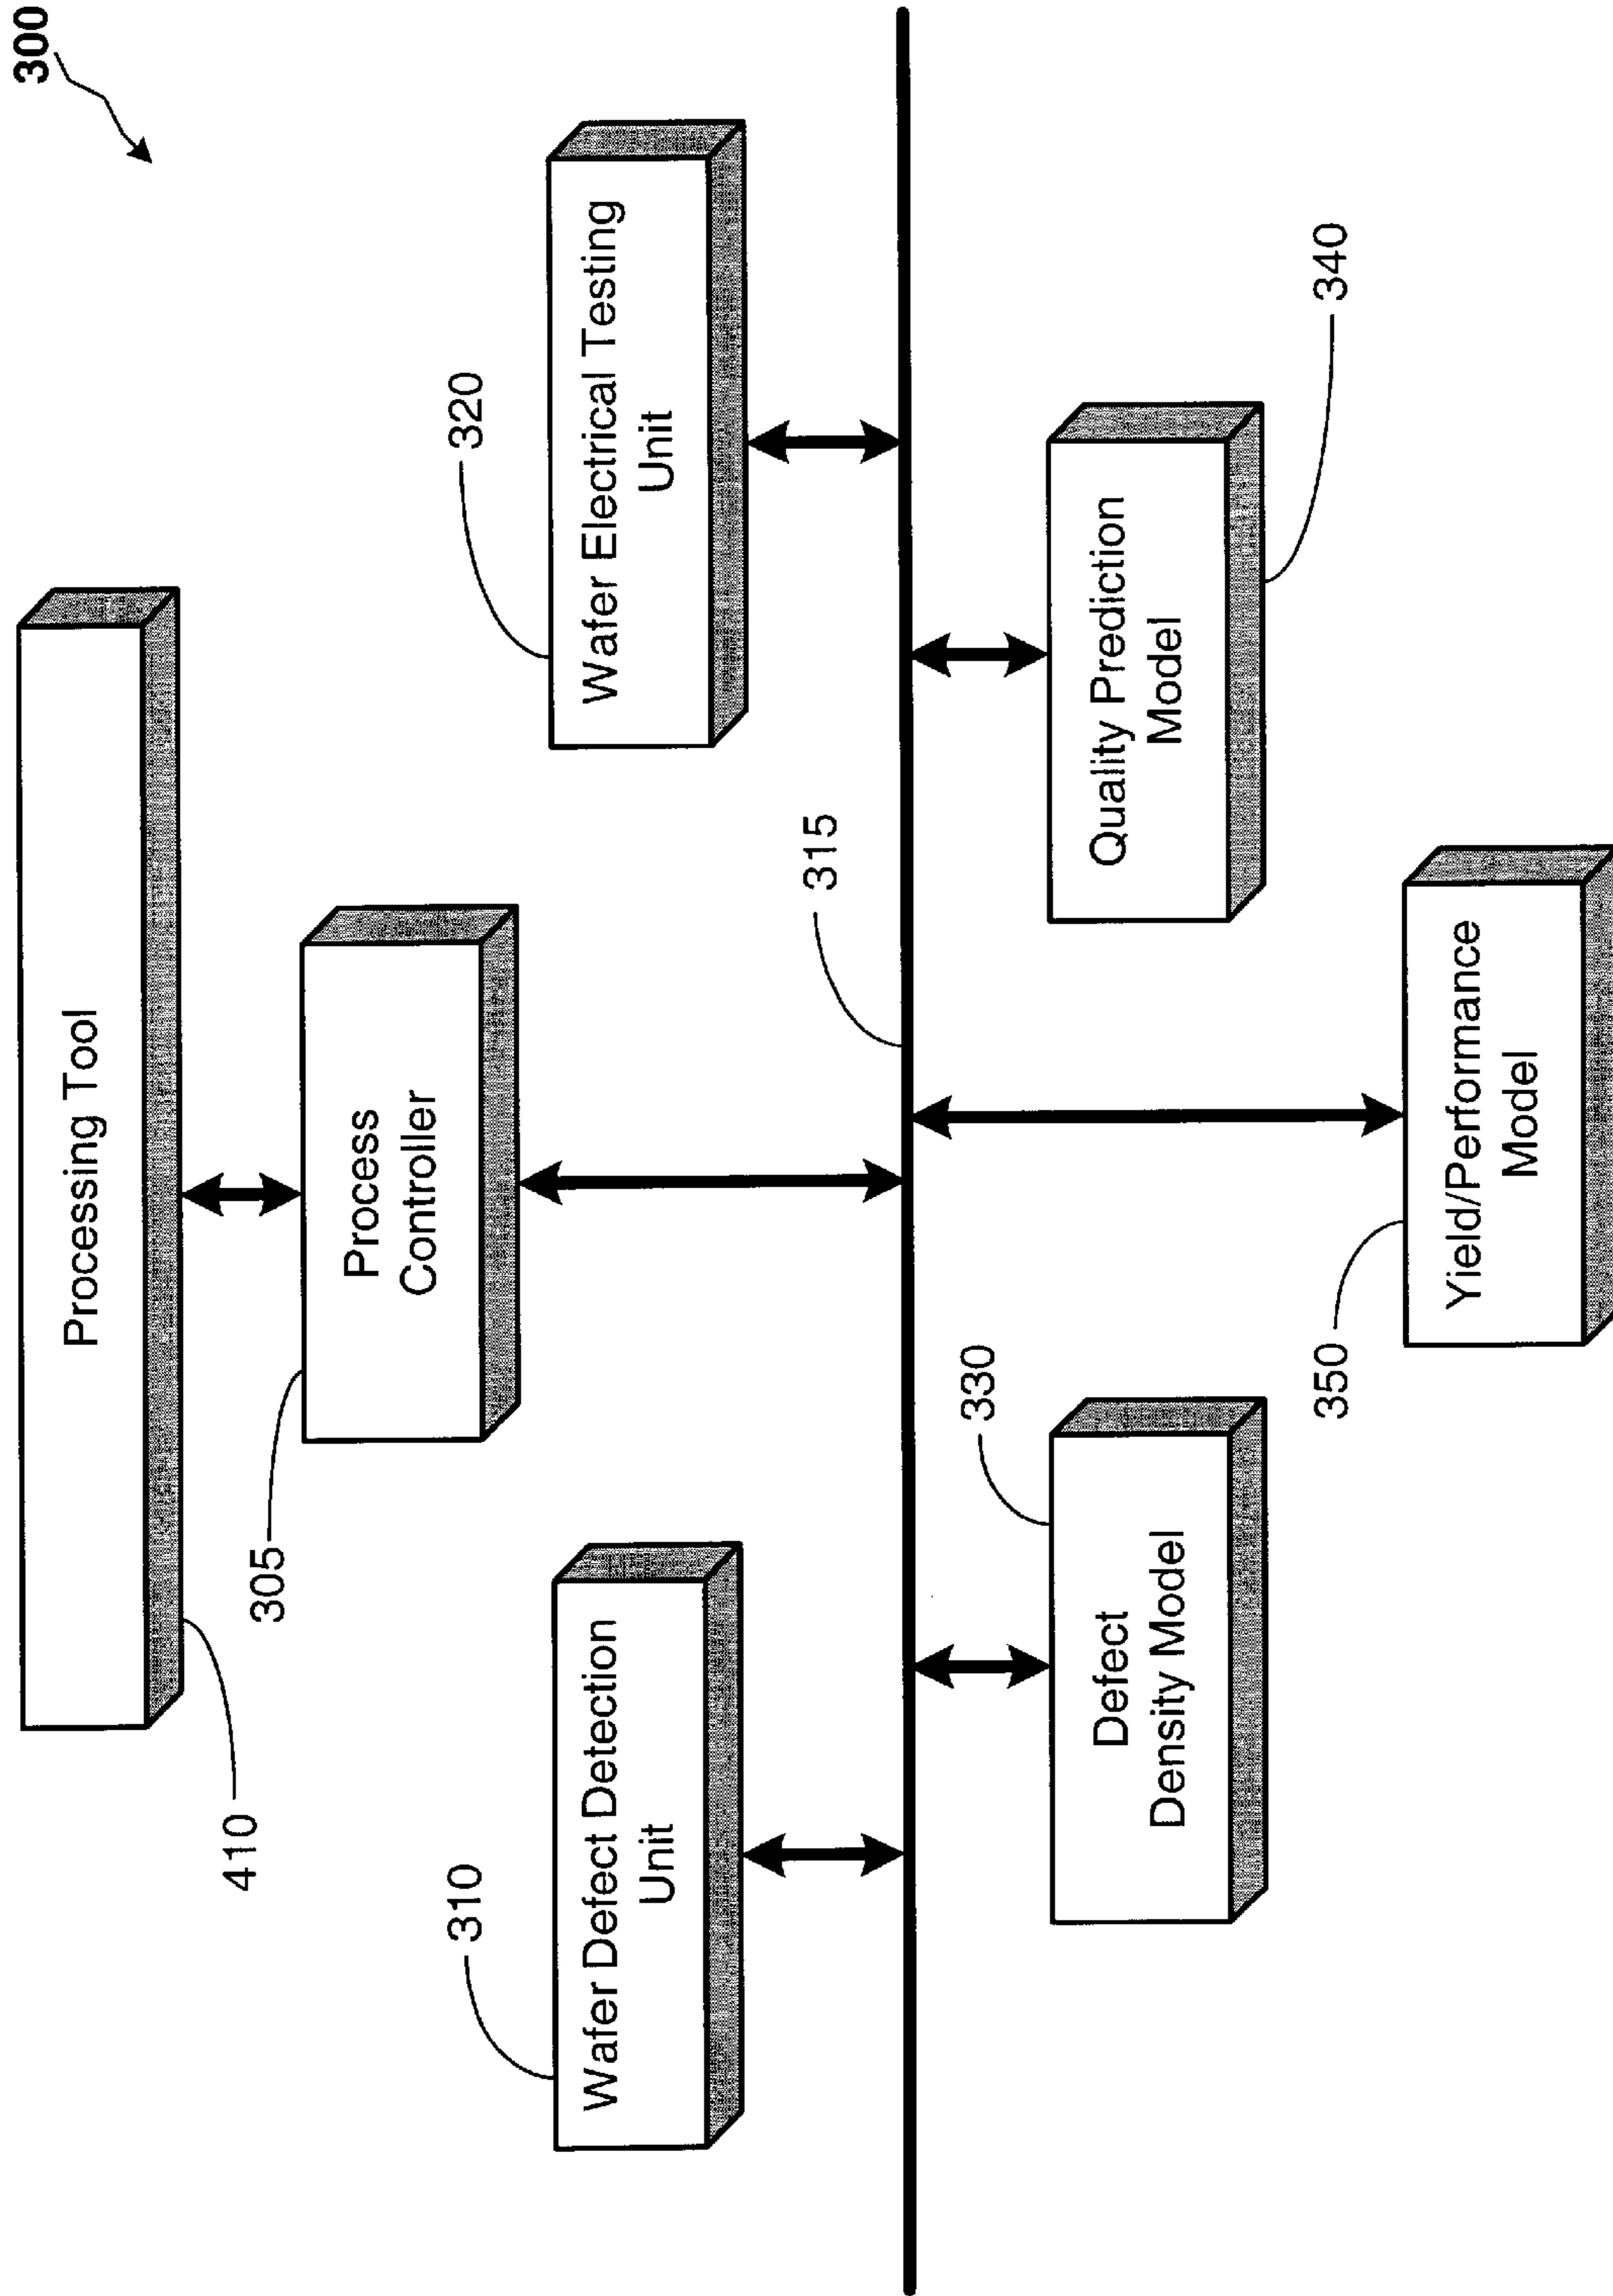 300
Processing Tool
410
305
Process
Controller
310
Wafer Defect Detection
Unit
320
Wafer Electrical Testing
Unit
315
330
Defect
Density Model
340
Quality Prediction
Model
350
Yield/Performance
Model